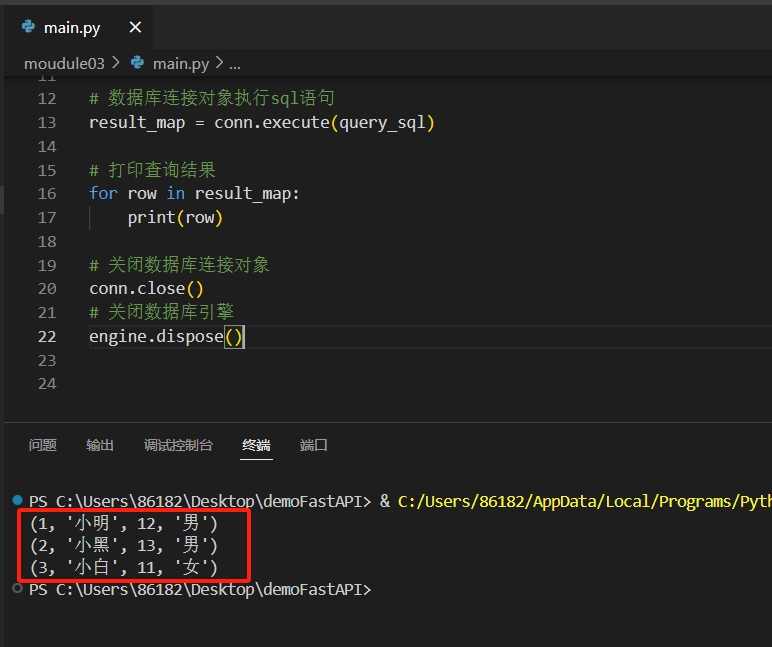 main.py ×
moudule03 > main.py > ...
11
12 # 数据库连接对象执行sql语句
13 result_map = conn.execute(query_sql)
14
15 # 打印查询结果
16 for row in result_map:
17     print(row)
18
19 # 关闭数据库连接对象
20 conn.close()
21 # 关闭数据库引擎
22 engine.dispose()
23
24
问题 输出 调试控制台 终端 端口
PS C:\Users\86182\Desktop\demoFastAPI> & C:/Users/86182/AppData/Local/Programs/Pyth
(1, '小明', 12, '男')
(2, '小黑', 13, '男')
(3, '小白', 11, '女')
PS C:\Users\86182\Desktop\demoFastAPI>